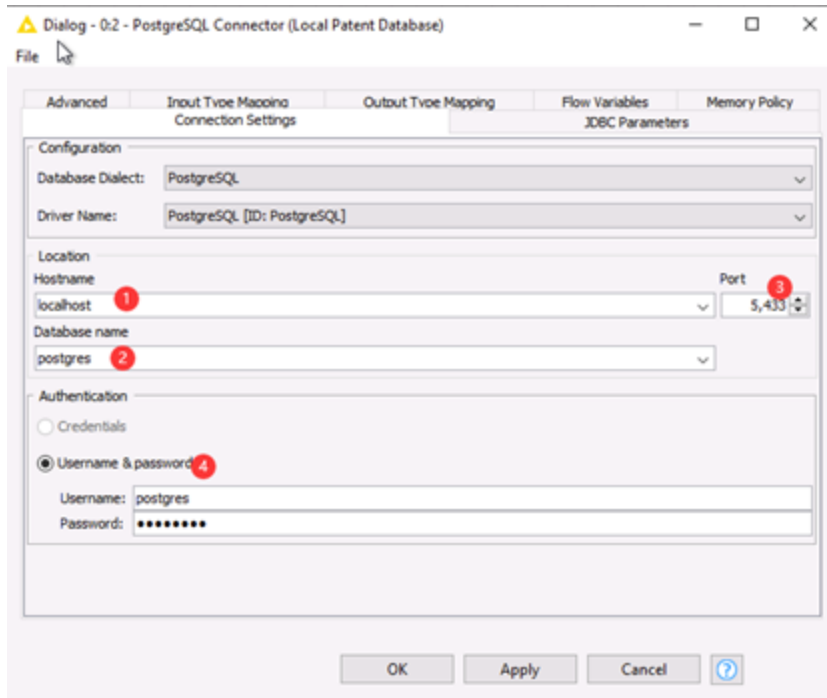 Dialog - 0:2 - PostgreSQL Connector (Local Patent Database)
File
Advanced Input Type Mapping Output Type Mapping Flow Variables Memory Policy
Connection Settings JDBC Parameters
Configuration
Database Dialect: PostgreSQL
Driver Name: PostgreSQL [ID: PostgreSQL]
Location
Hostname Port
localhost 1 5,433 3
Database name
postgres 2
Authentication
Credentials
Username & password 4
Username: postgres
Password: ••••••••
OK Apply Cancel ?